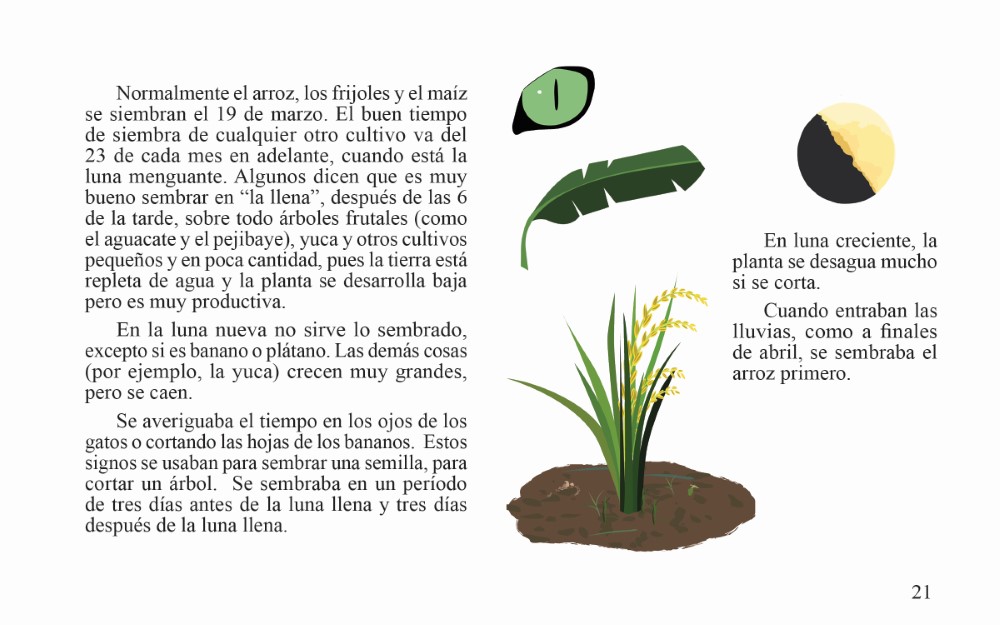 Normalmente el arroz, los frijoles y el maíz
se siembran el 19 de marzo. El buen tiempo
de siembra de cualquier otro cultivo va del
23 de cada mes en adelante, cuando está la
luna menguante. Algunos dicen que es muy
bueno sembrar en “la llena”, después de las 6
de la tarde, sobre todo árboles frutales (como
el aguacate y el pejibaye), yuca y otros cultivos
pequeños y en poca cantidad, pues la tierra está
repleta de agua y la planta se desarrolla baja
pero es muy productiva.
En la luna nueva no sirve lo sembrado,
excepto si es banano o plátano. Las demás cosas
(por ejemplo, la yuca) crecen muy grandes,
pero se caen.
Se averiguaba el tiempo en los ojos de los
gatos o cortando las hojas de los bananos.  Estos
signos se usaban para sembrar una semilla, para
cortar un árbol.  Se sembraba en un período
de tres días antes de la luna llena y tres días
después de la luna llena.
En luna creciente, la
planta se desagua mucho
si se corta.
Cuando entraban las
lluvias, como a finales
de abril, se sembraba el
arroz primero.
21